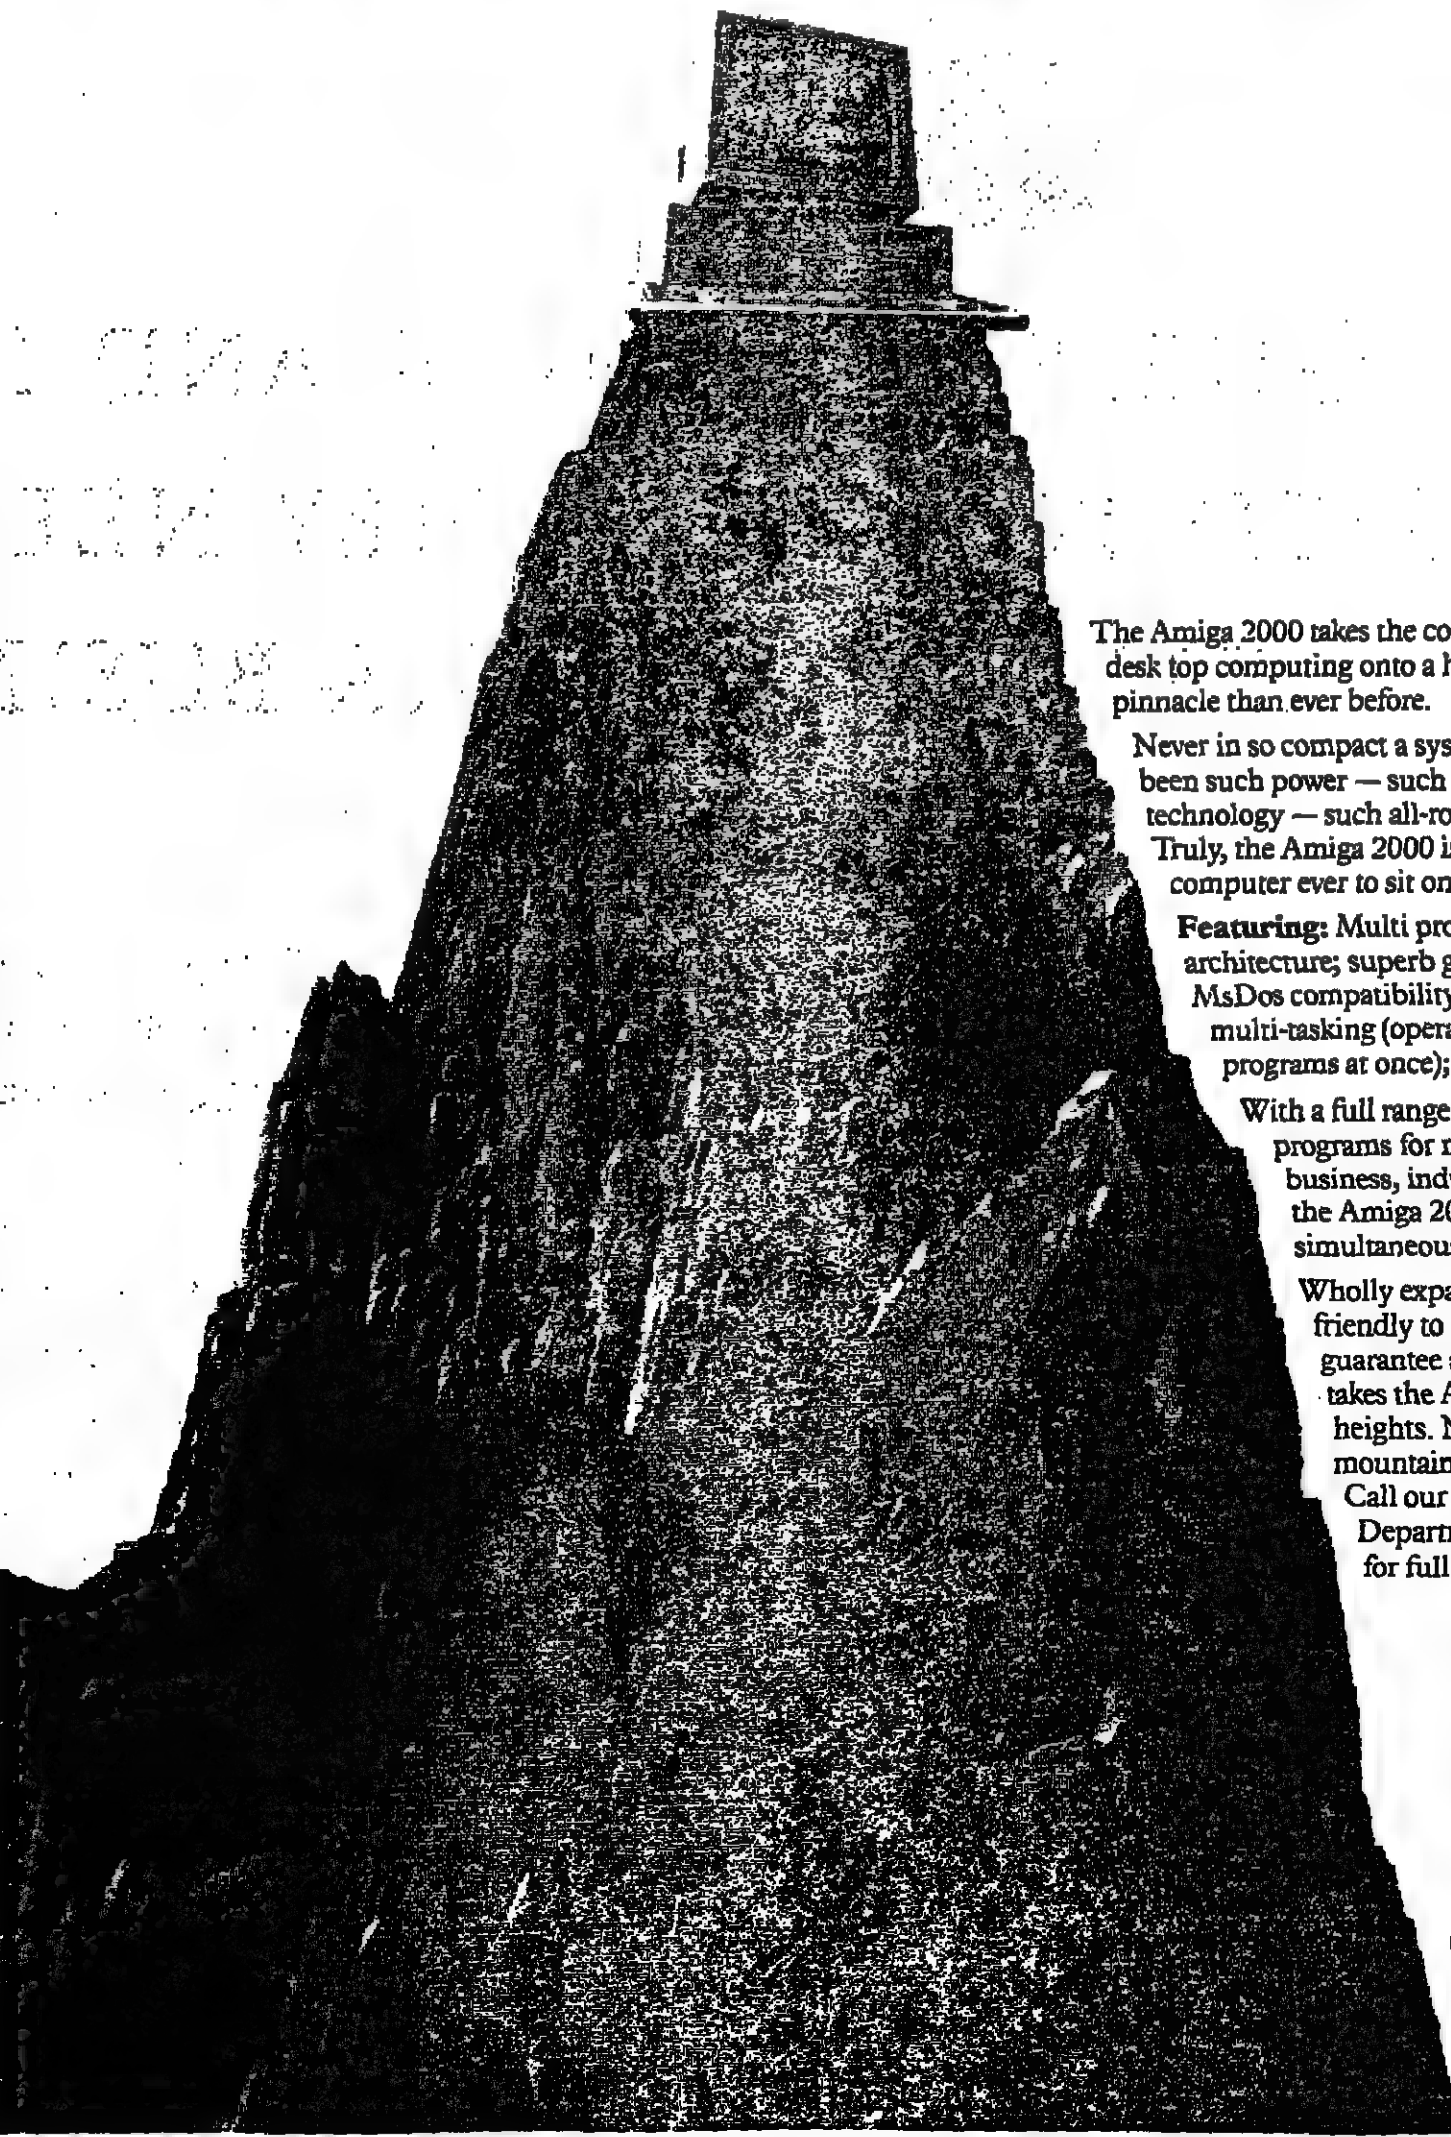 The Amiga 2000 takes the co
desk top computing onto a h
pinnacle than ever before.
Never in so compact a sys
been such power — such
technology — such all-ro
Truly, the Amiga 2000 i
computer ever to sit on
Featuring: Multi pro
architecture; superb g
MsDos compatibility
multi-tasking (opera
programs at once);
With a full range
programs for
business, ind
the Amiga 20
simultaneou
Wholly expa
friendly to
guarantee
takes the A
heights. N
mountain
Call our
Departm
for full